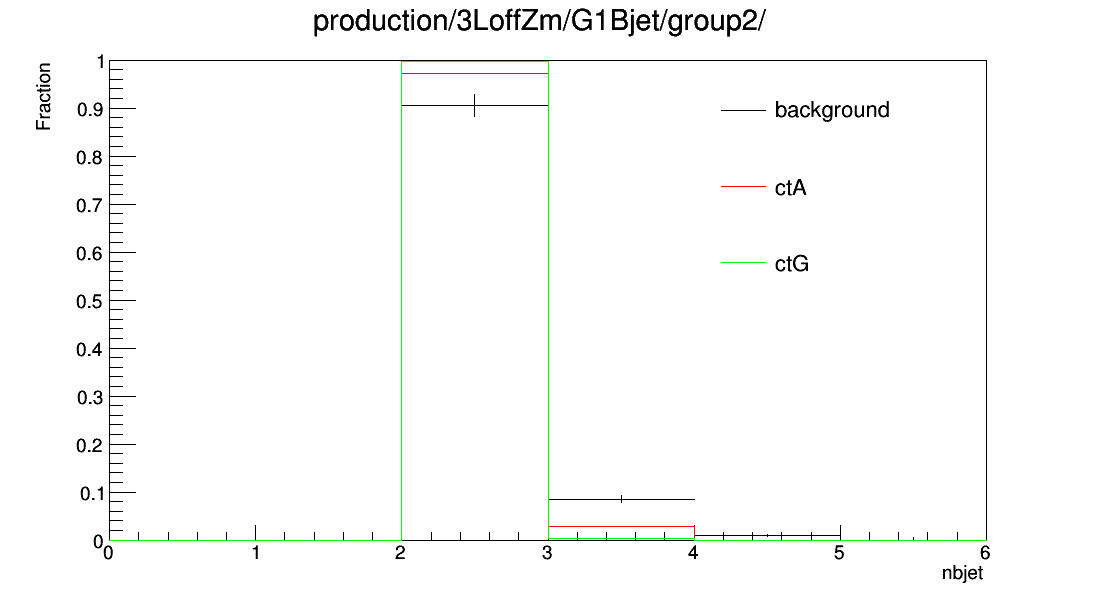 production/3LoffZm/G1Bjet/group2/
Fraction
1
0.9
0.8
0.7
0.6
0.5
0.4
0.3
0.2
0.1
0
background
ctA
ctG
0 1 2 3 4 5 6
nbjet